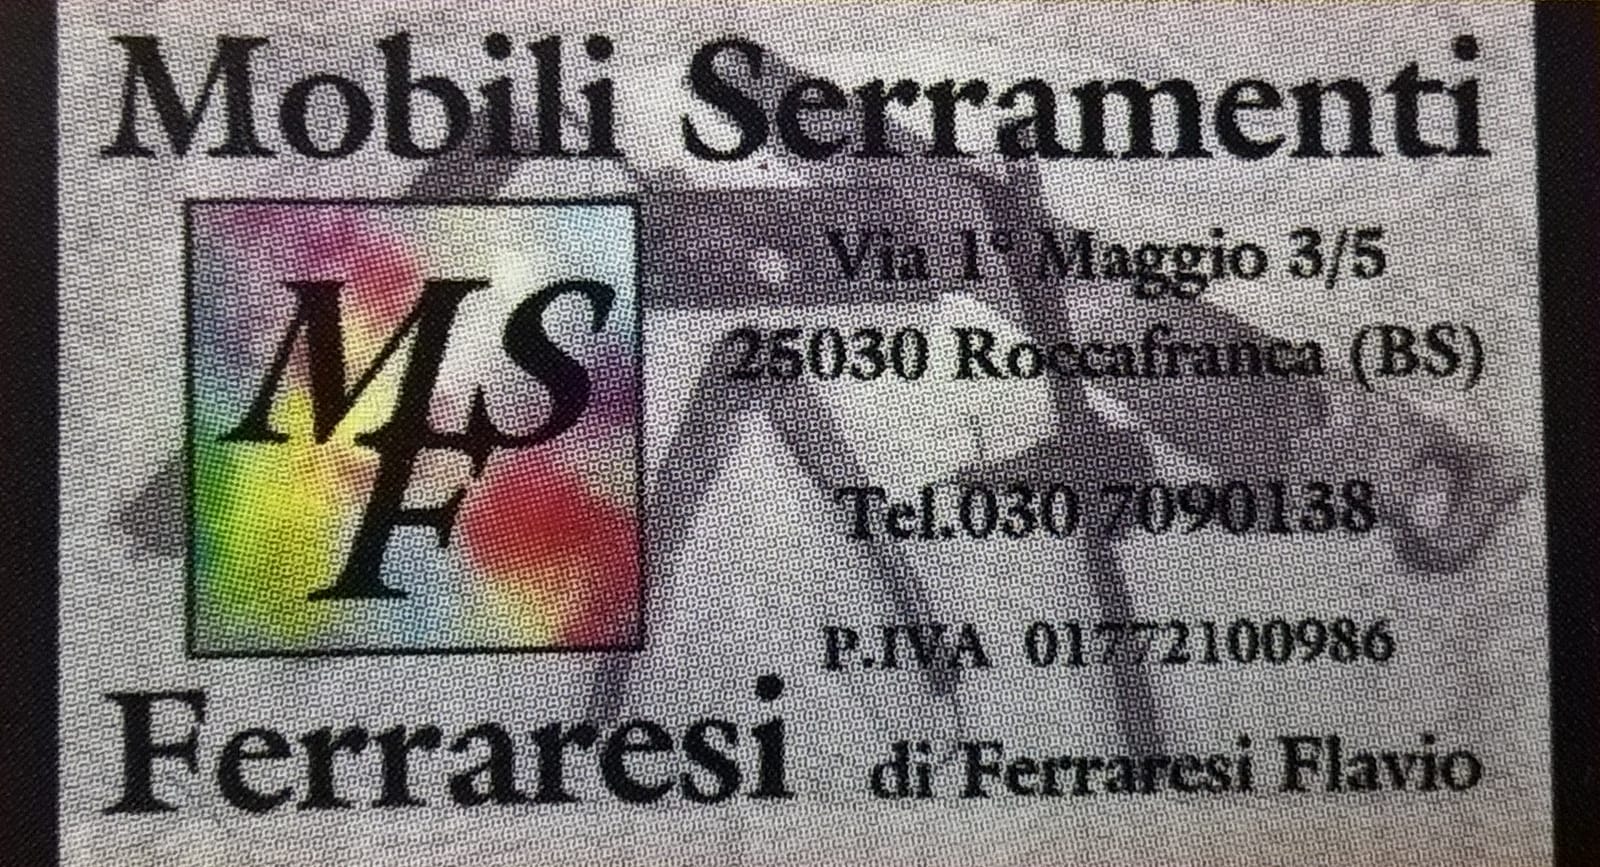 Mobili Serramenti
MSF
Via 1° Maggio 3/5
25030 Roccafranca (BS)
Tel.030 7090138
P.IVA 01772100986
Ferraresi di Ferraresi Flavio